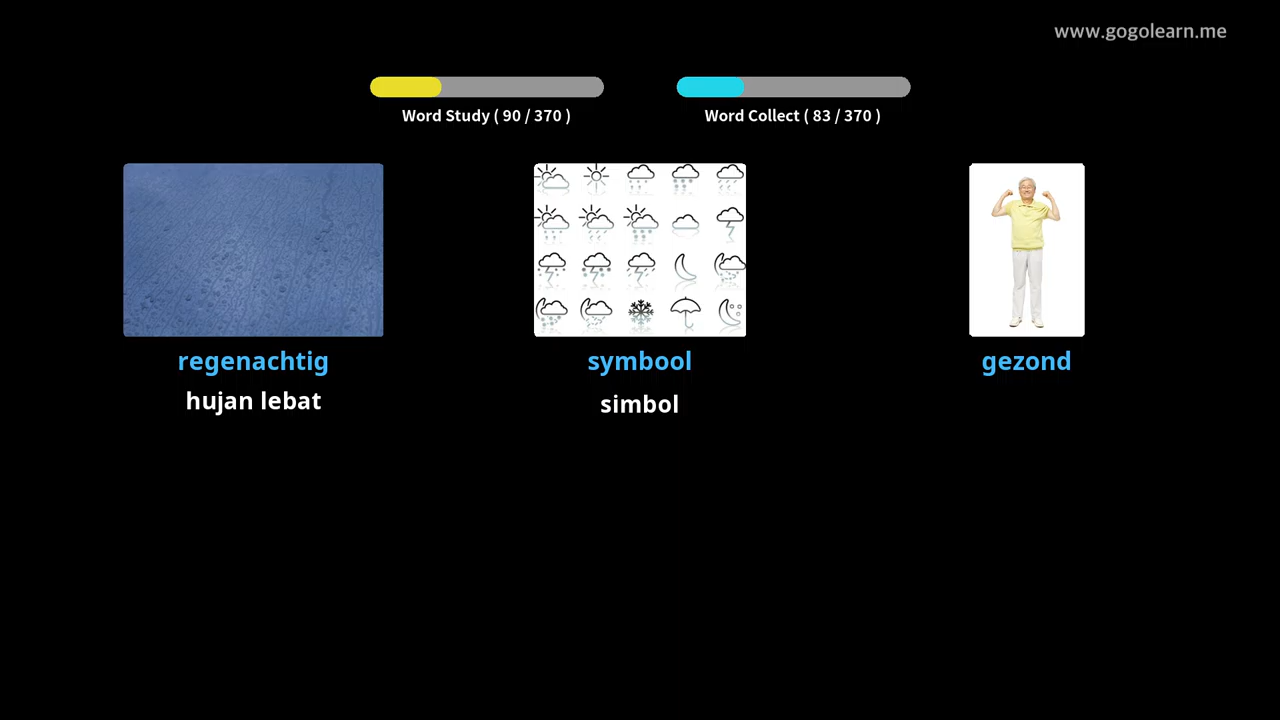 www.gogolearn.me
Word Study ( 90 / 370 )
Word Collect ( 83 / 370 )
regenachtig
symbool
gezond
hujan lebat
simbol